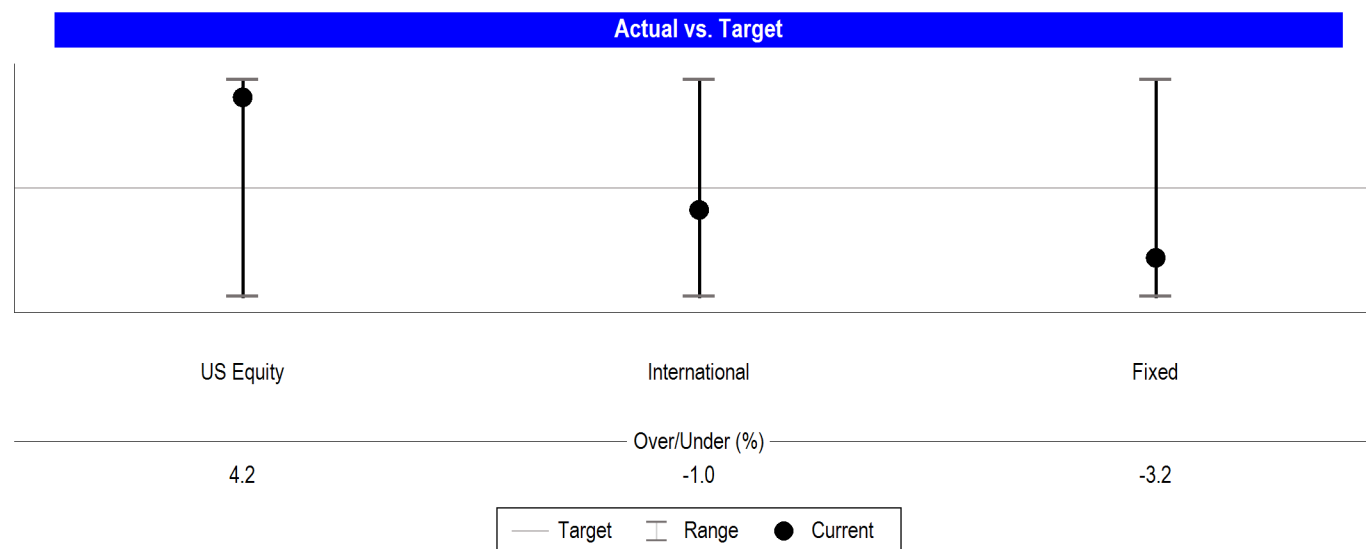 Actual vs. Target
US Equity International Fixed
Over/Under (%)
4.2 -1.0 -3.2
Target Range Current